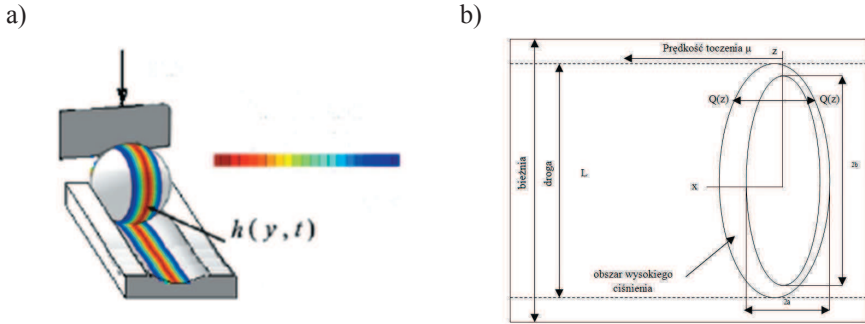 a)
h(y,t)
b)
Prędkość toczenia μ
z
Q(z)
Q(z)
bieżnia
droga
L
2b
x
obszar wysokiego
ciśnienia
2a